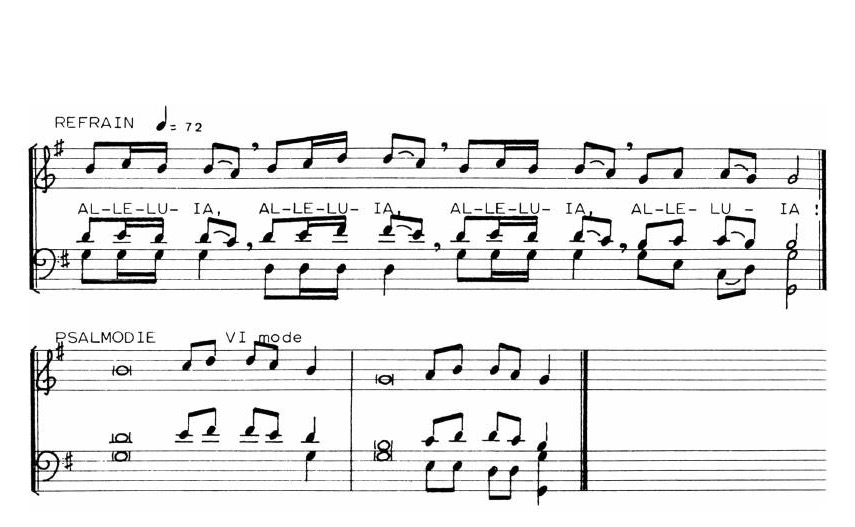 REFRAIN ♩= 72
AL-LE-LU- IA, AL-LE-LU- IA, AL-LE-LU- IA, AL-LE- LU - IA !
PSALMODIE VI mode